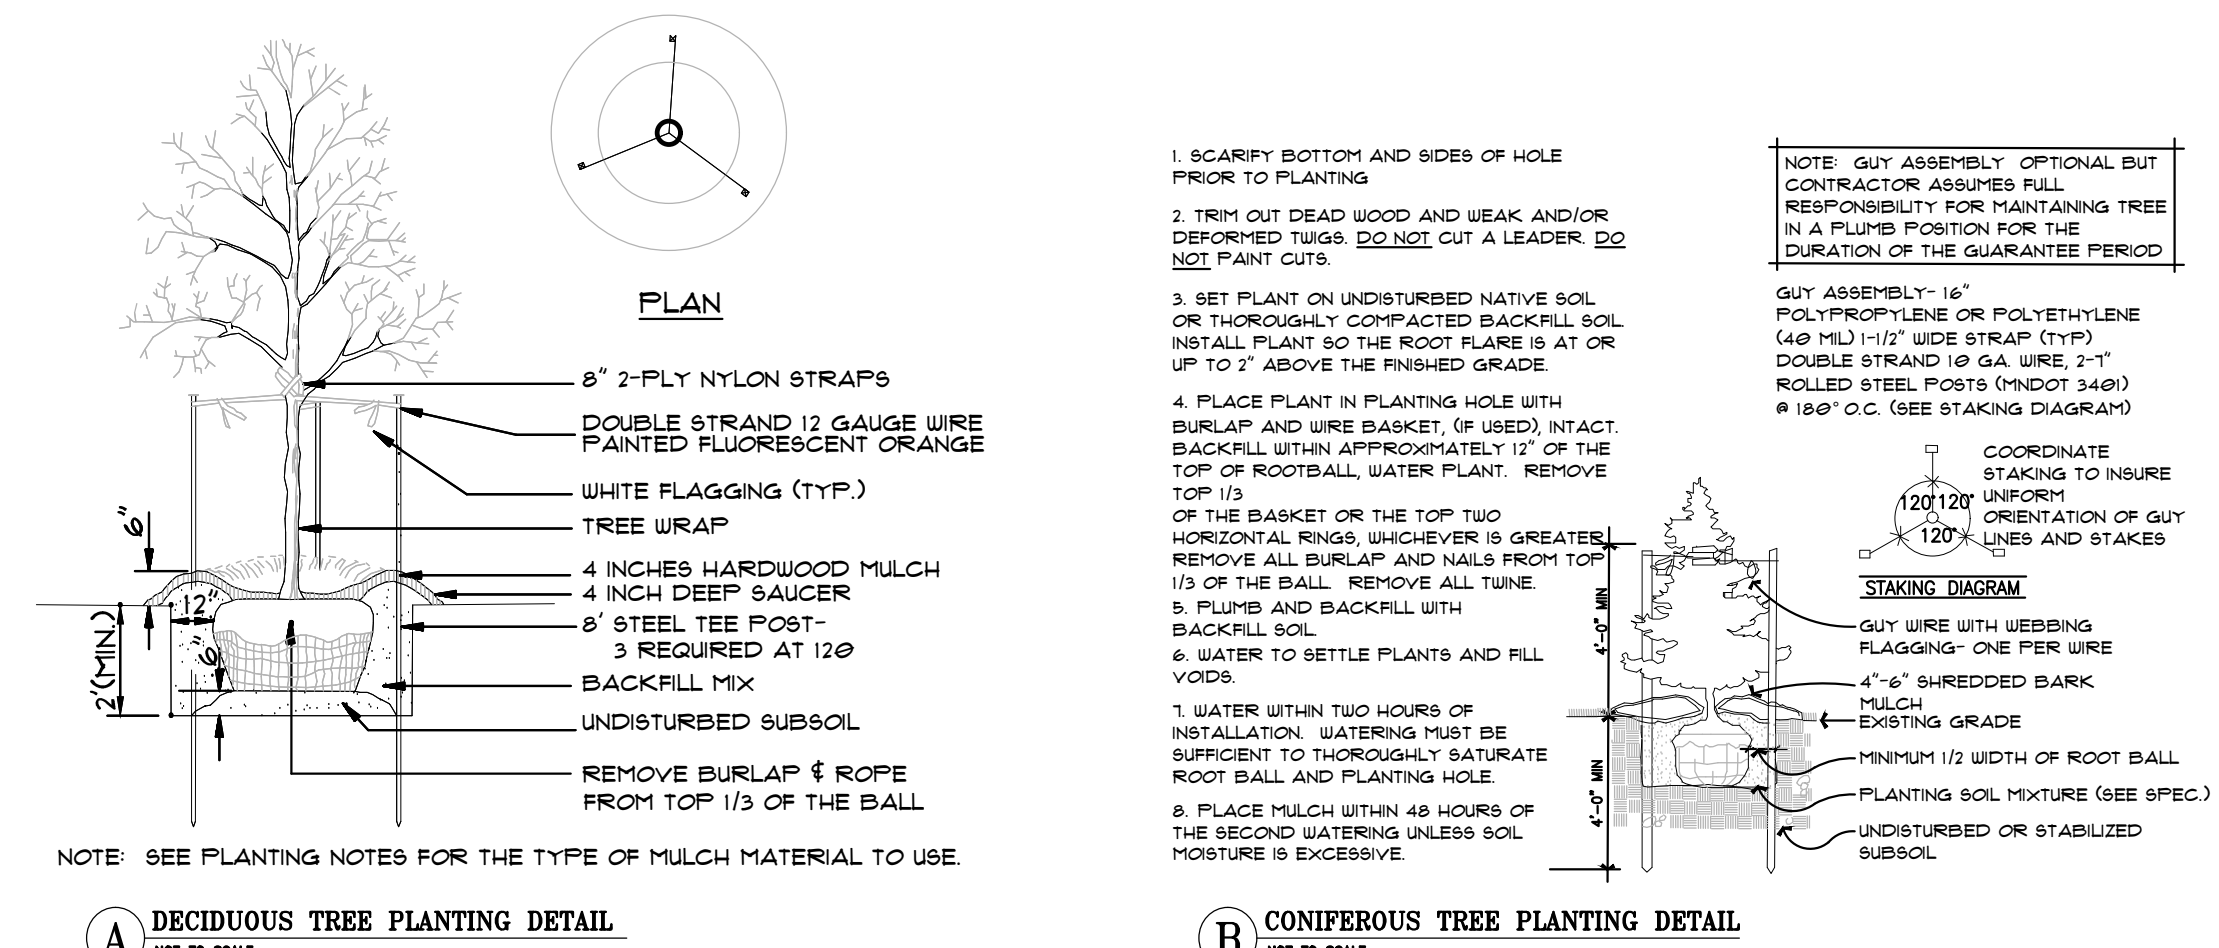 PLAN
8" 2-PLY NYLON STRAPS
DOUBLE STRAND 12 GAUGE WIRE
PAINTED FLUORESCENT ORANGE
WHITE FLAGGING (TYP.)
TREE WRAP
4 INCHES HARDWOOD MULCH
4 INCH DEEP SAUCER
8' STEEL TEE POST-
3 REQUIRED AT 120
BACKFILL MIX
UNDISTURBED SUBSOIL
REMOVE BURLAP & ROPE
FROM TOP 1/3 OF THE BALL
6"
12"
6"
2'(MIN.)
NOTE: SEE PLANTING NOTES FOR THE TYPE OF MULCH MATERIAL TO USE.
A
DECIDUOUS TREE PLANTING DETAIL
NOT TO SCALE
1. SCARIFY BOTTOM AND SIDES OF HOLE
PRIOR TO PLANTING
2. TRIM OUT DEAD WOOD AND WEAK AND/OR
DEFORMED TWIGS. DO NOT CUT A LEADER. DO
NOT PAINT CUTS.
3. SET PLANT ON UNDISTURBED NATIVE SOIL
OR THOROUGHLY COMPACTED BACKFILL SOIL.
INSTALL PLANT SO THE ROOT FLARE IS AT OR
UP TO 2" ABOVE THE FINISHED GRADE.
4. PLACE PLANT IN PLANTING HOLE WITH
BURLAP AND WIRE BASKET, (IF USED), INTACT.
BACKFILL WITHIN APPROXIMATELY 12" OF THE
TOP OF ROOTBALL, WATER PLANT. REMOVE
TOP 1/3
OF THE BASKET OR THE TOP TWO
HORIZONTAL RINGS, WHICHEVER IS GREATER
REMOVE ALL BURLAP AND NAILS FROM TOP
1/3 OF THE BALL. REMOVE ALL TWINE.
5. PLUMB AND BACKFILL WITH
BACKFILL SOIL.
6. WATER TO SETTLE PLANTS AND FILL
VOIDS.
7. WATER WITHIN TWO HOURS OF
INSTALLATION. WATERING MUST BE
SUFFICIENT TO THOROUGHLY SATURATE
ROOT BALL AND PLANTING HOLE.
8. PLACE MULCH WITHIN 48 HOURS OF
THE SECOND WATERING UNLESS SOIL
MOISTURE IS EXCESSIVE.
NOTE: GUY ASSEMBLY OPTIONAL BUT
CONTRACTOR ASSUMES FULL
RESPONSIBILITY FOR MAINTAINING TREE
IN A PLUMB POSITION FOR THE
DURATION OF THE GUARANTEE PERIOD
GUY ASSEMBLY- 16"
POLYPROPYLENE OR POLYETHYLENE
(40 MIL) 1-1/2" WIDE STRAP (TYP)
DOUBLE STRAND 10 GA. WIRE, 2-7"
ROLLED STEEL POSTS (MNDOT 3401)
@ 180° O.C. (SEE STAKING DIAGRAM)
COORDINATE
STAKING TO INSURE
UNIFORM
ORIENTATION OF GUY
LINES AND STAKES
120° 120°
120°
STAKING DIAGRAM
GUY WIRE WITH WEBBING
FLAGGING- ONE PER WIRE
4"-6" SHREDDED BARK
MULCH
EXISTING GRADE
MINIMUM 1/2 WIDTH OF ROOT BALL
PLANTING SOIL MIXTURE (SEE SPEC.)
UNDISTURBED OR STABILIZED
SUBSOIL
4'-0" MIN
4'-0" MIN
B
CONIFEROUS TREE PLANTING DETAIL
NOT TO SCALE